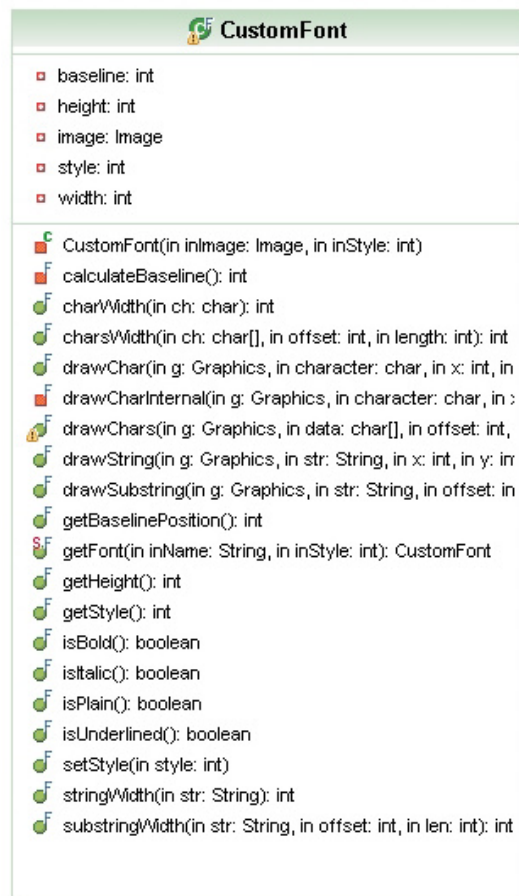 CustomFont
baseline: int
height: int
image: Image
style: int
width: int
CustomFont(in inImage: Image, in inStyle: int)
calculateBaseline(): int
charWidth(in ch: char): int
charsWidth(in ch: char[], in offset: int, in length: int): int
drawChar(in g: Graphics, in character: char, in x: int, in
drawCharInternal(in g: Graphics, in character: char, in
drawChars(in g: Graphics, in data: char[], in offset: int,
drawString(in g: Graphics, in str: String, in x: int, in y:
drawSubstring(in g: Graphics, in str: String, in offset: in
getBaselinePosition(): int
getFont(in inName: String, in inStyle: int): CustomFont
getHeight(): int
getStyle(): int
isBold(): boolean
isItalic(): boolean
isPlain(): boolean
isUnderlined(): boolean
setStyle(in style: int)
stringWidth(in str: String): int
substringWidth(in str: String, in offset: int, in len: int): int